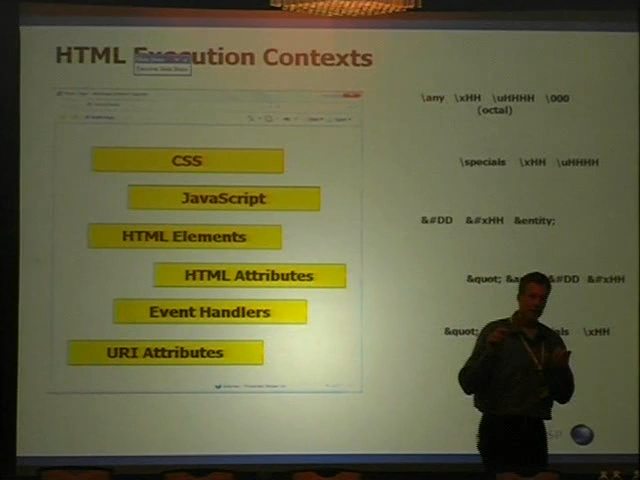 HTML Execution Contexts
\any \xHH \uHHHH \000
(octal)
CSS
\specials \xHH \uHHHH
JavaScript
&#DD &#xHH &entity;
HTML Elements
HTML Attributes
&quot; &#DD &#xHH
Event Handlers
&quot; \xHH
URI Attributes